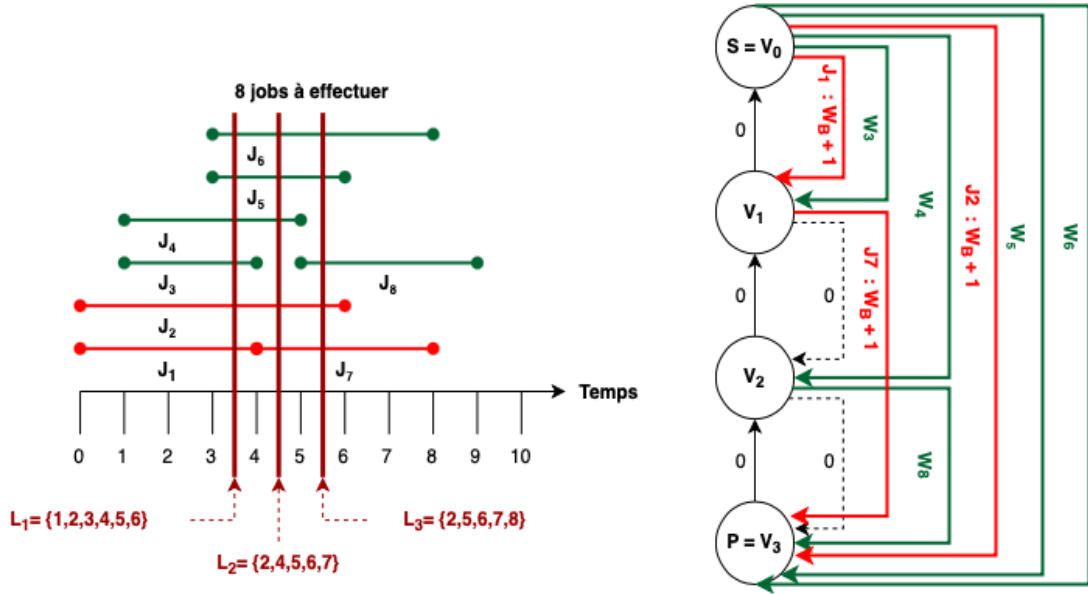 8 jobs à effectuer
J6
J5
J4
J3
J8
J2
J1
J7
Temps
0 1 2 3 4 5 6 7 8 9 10
L1= {1,2,3,4,5,6}
L2= {2,4,5,6,7}
L3= {2,5,6,7,8}
S = V0
0
J1 : WB + 1
W3
W4
J2 : WB + 1
W5
W6
V1
0
0
J7 : WB + 1
V2
0
0
W8
P = V3